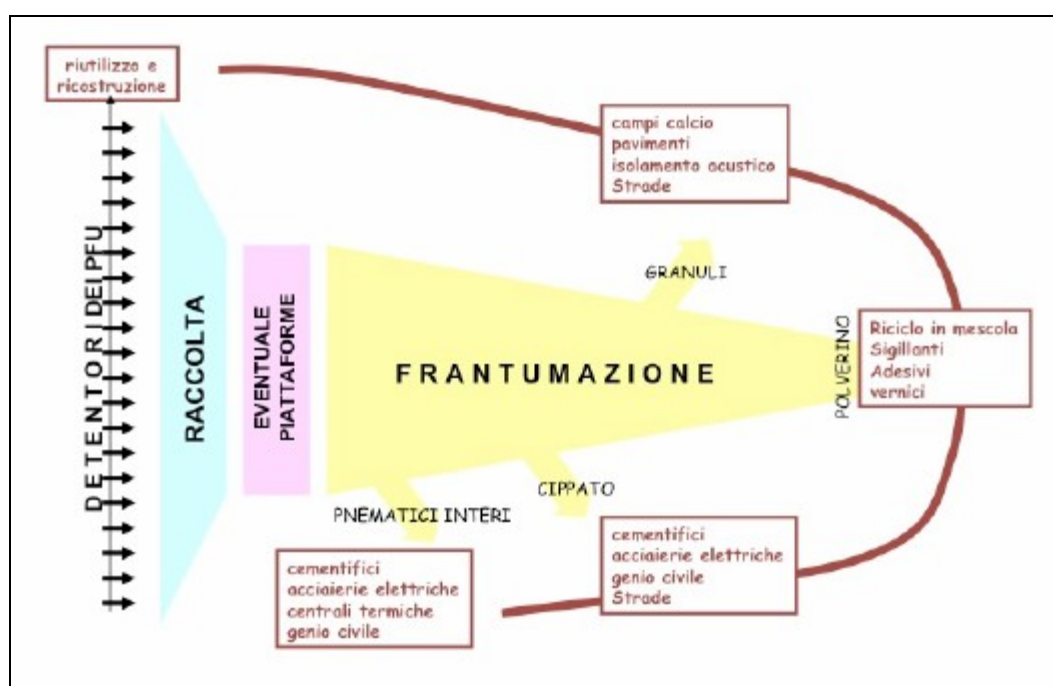 riutilizzo e
ricostruzione
DETENTORI DEI PFU
RACCOLTA
EVENTUALE
PIATTAFORME
FRANTUMAZIONE
campi calcio
pavimenti
isolamento acustico
Strade
GRANULI
POLVERINO
Riciclo in mescola
Sigillanti
Adesivi
vernici
CIPPATO
PNEMATICI INTERI
cementifici
acciaierie elettriche
genio civile
Strade
cementifici
acciaierie elettriche
centrali termiche
genio civile